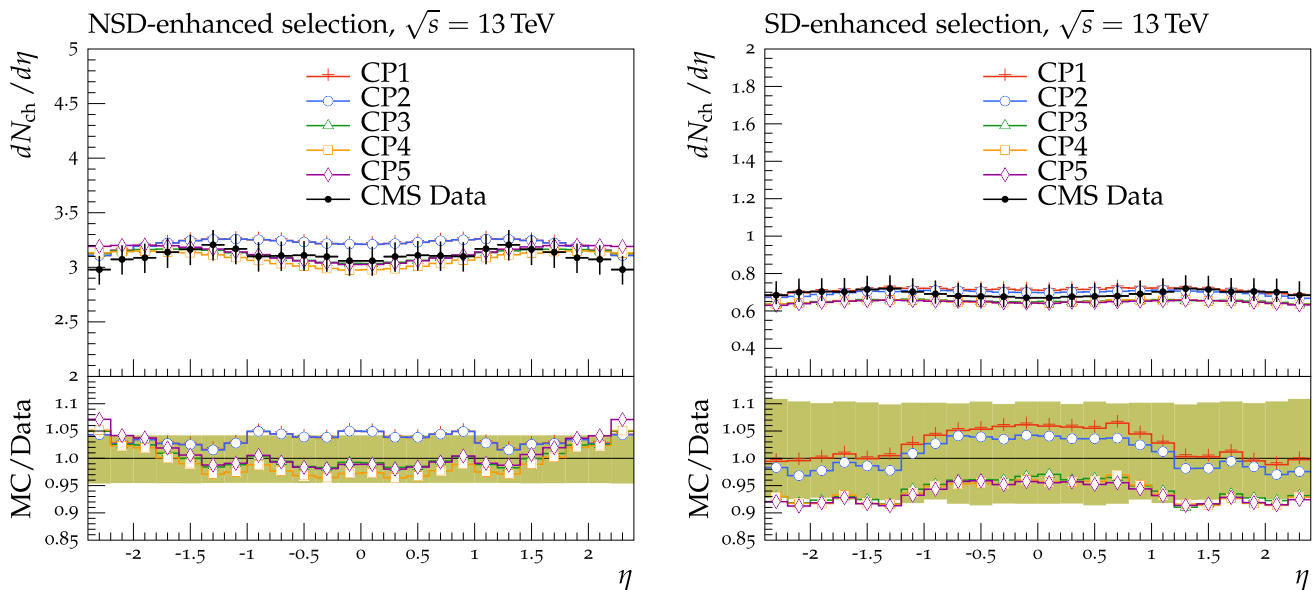 NSD-enhanced selection, √s = 13 TeV
dN_ch / dη
5
4.5
4
3.5
3
2.5
2
CP1
CP2
CP3
CP4
CP5
CMS Data
MC/Data
1.1
1.05
1.0
0.95
0.9
0.85
-2 -1.5 -1 -0.5 0 0.5 1 1.5 2
η
SD-enhanced selection, √s = 13 TeV
dN_ch / dη
2
1.8
1.6
1.4
1.2
1.0
0.8
0.6
0.4
CP1
CP2
CP3
CP4
CP5
CMS Data
MC/Data
1.1
1.05
1.0
0.95
0.9
0.85
-2 -1.5 -1 -0.5 0 0.5 1 1.5 2
η